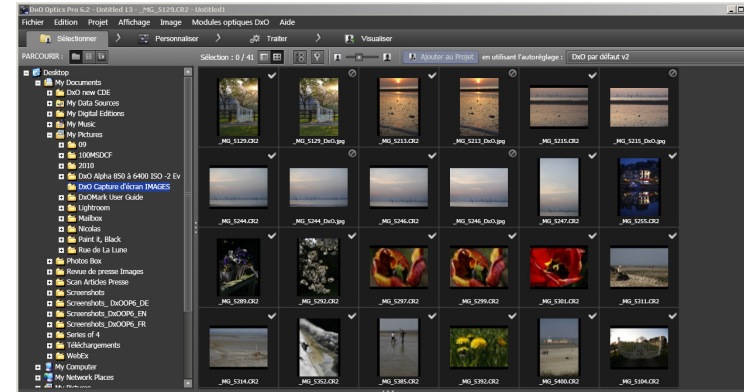 DxO Optics Pro 6.2 - Untitled 13 - _MG_5129.CR2 - Untitled1
Fichier Edition Projet Affichage Image Modules optiques DxO Aide
Sélectionner Personnaliser Traiter Visualiser
PARCOURIR : Sélection : 0 / 41 Ajouter au Projet en utilisant l'autoréglage : DxO par défaut v2
Desktop
My Documents
DxO new CDE
My Data Sources
My Digital Editions
My Music
My Pictures
09
100MSDCF
2010
DxO Alpha 850 à 6400 ISO -2 Ev
DxO Capture d'écran IMAGES
DxOMark User Guide
Lightroom
Mailbox
Nicolas
Paint it, Black
Rue de La Lune
Photos Box
Revue de presse Images
Scan Articles Presse
Screenshots
Screenshots_ DxOOP6_DE
Screenshots_DxOOP6_EN
Screenshots_DxOOP6_FR
Series of 4
Téléchargements
WebEx
My Computer
My Network Places
My Pictures
_MG_5129.CR2 _MG_5129_DxO.jpg _MG_5213.CR2 _MG_5213_DxO.jpg _MG_5215.CR2 _MG_5215_DxO.jpg
_MG_5244.CR2 _MG_5244_DxO.jpg _MG_5246.CR2 _MG_5246_DxO.jpg _MG_5247.CR2 _MG_5255.CR2
_MG_5289.CR2 _MG_5292.CR2 _MG_5297.CR2 _MG_5299.CR2 _MG_5301.CR2 _MG_5311.CR2
_MG_5314.CR2 _MG_5352.CR2 _MG_5385.CR2 _MG_5392.CR2 _MG_5400.CR2 _MG_5104.CR2